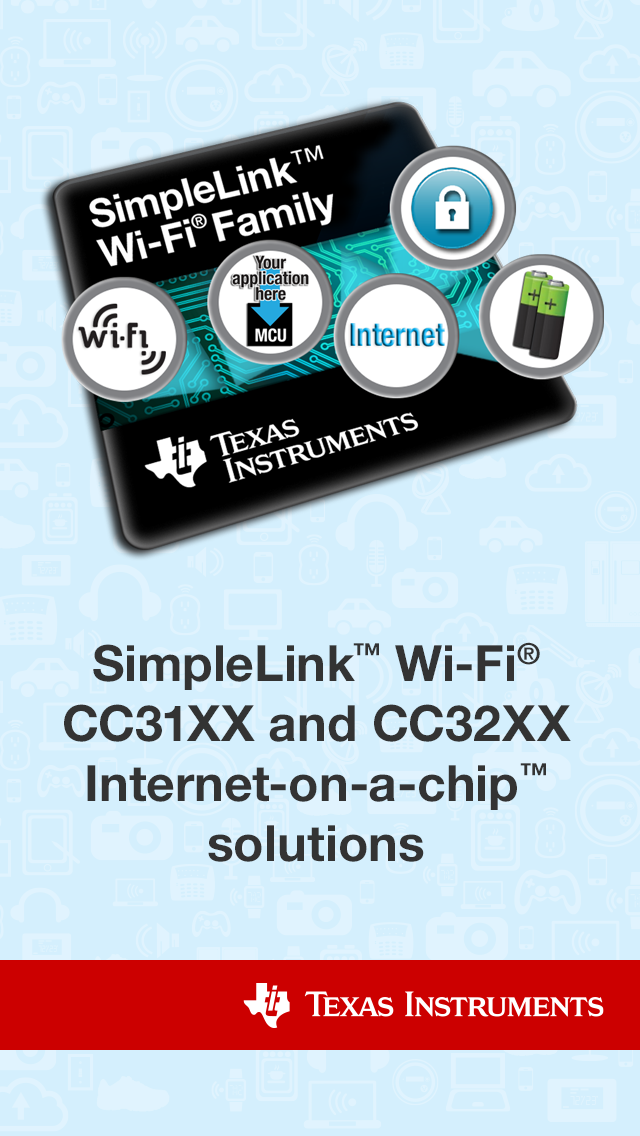 SimpleLink™
Wi-Fi® Family
Wi-Fi
Your
application
here
MCU
Internet
TEXAS
INSTRUMENTS
SimpleLink™ Wi-Fi®
CC31XX and CC32XX
Internet-on-a-chip™
solutions
TEXAS INSTRUMENTS